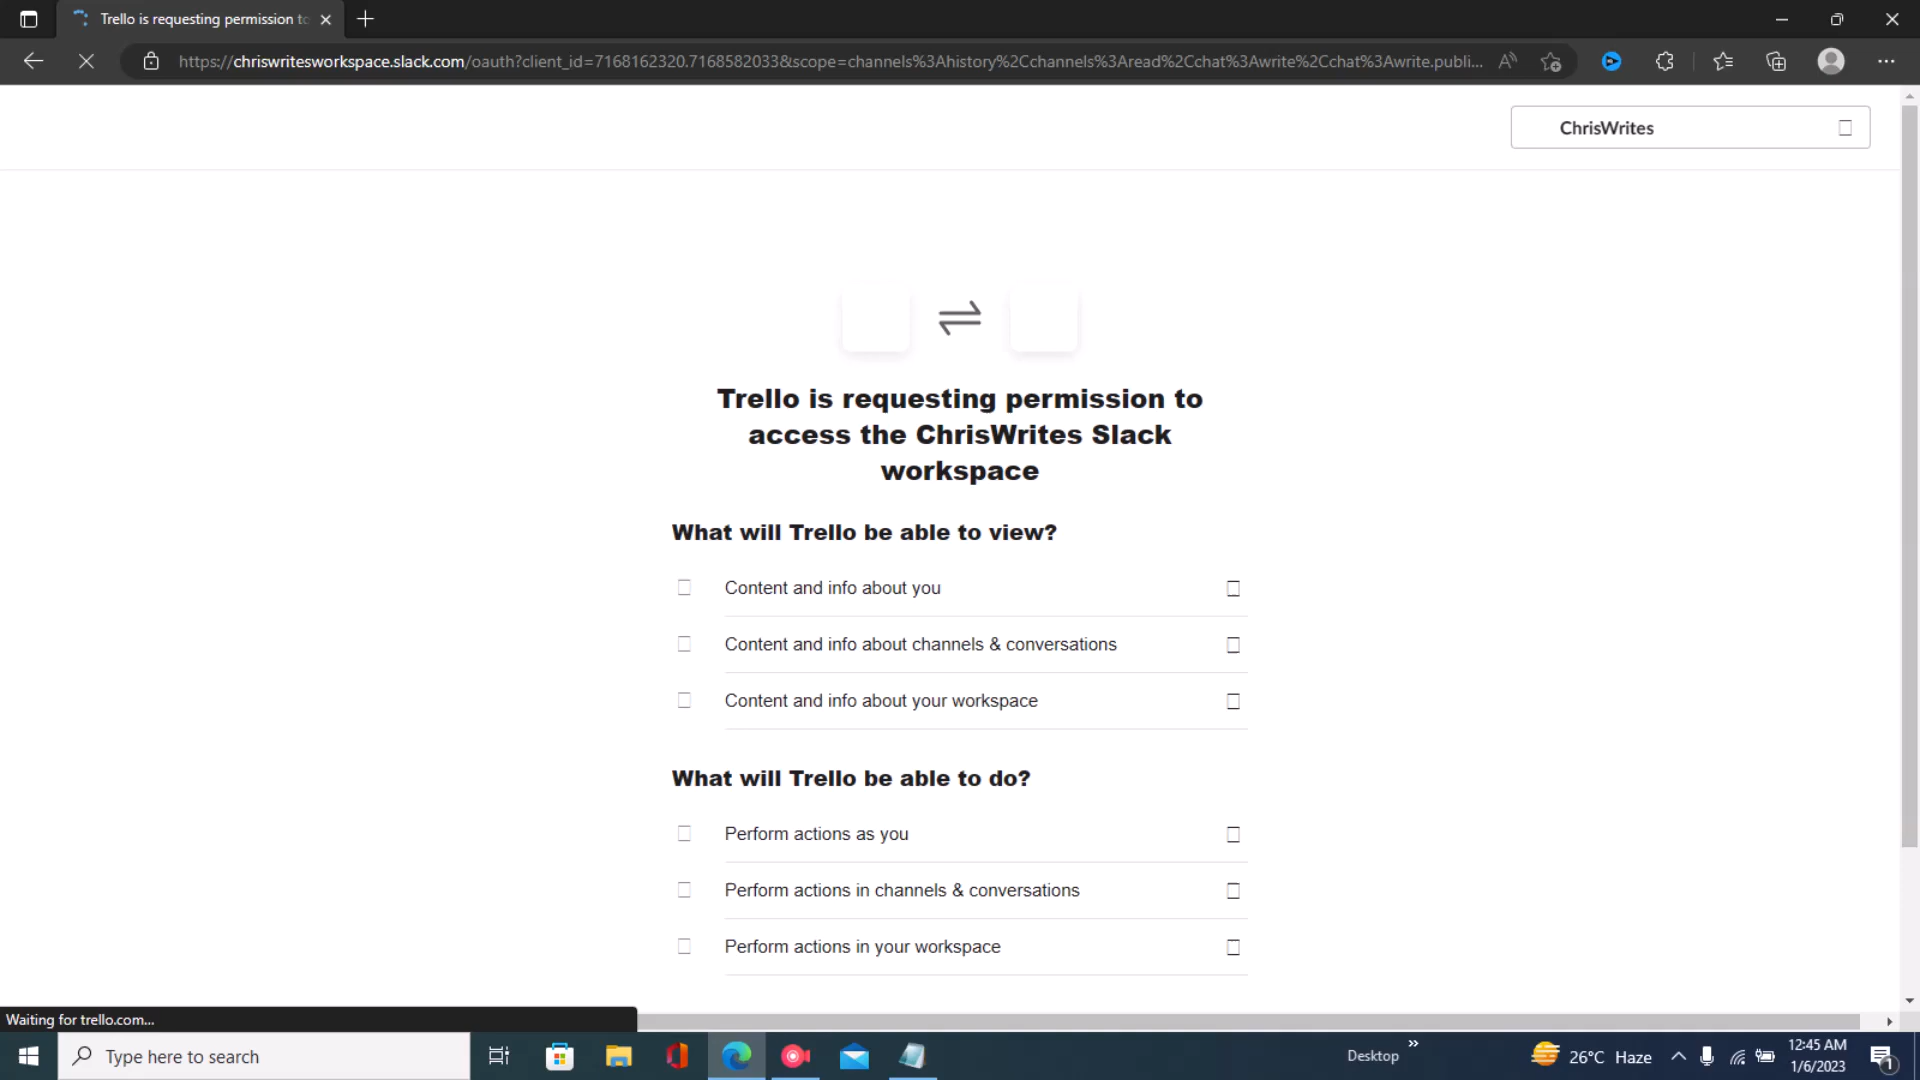 Trello is requesting permission to
https://chriswritesworkspace.slack.com/oauth?client_id=7168162320.7168582033&scope=channels%3Ahistory%2Cchannels%3Aread%2Cchat%3Awrite%2Cchat%3Awrite.publi...
ChrisWrites
Trello is requesting permission to
access the ChrisWrites Slack
workspace
What will Trello be able to view?
Content and info about you
Content and info about channels & conversations
Content and info about your workspace
What will Trello be able to do?
Perform actions as you
Perform actions in channels & conversations
Perform actions in your workspace
Waiting for trello.com...
Type here to search
Desktop
26°C Haze
12:45 AM
1/6/2023
1